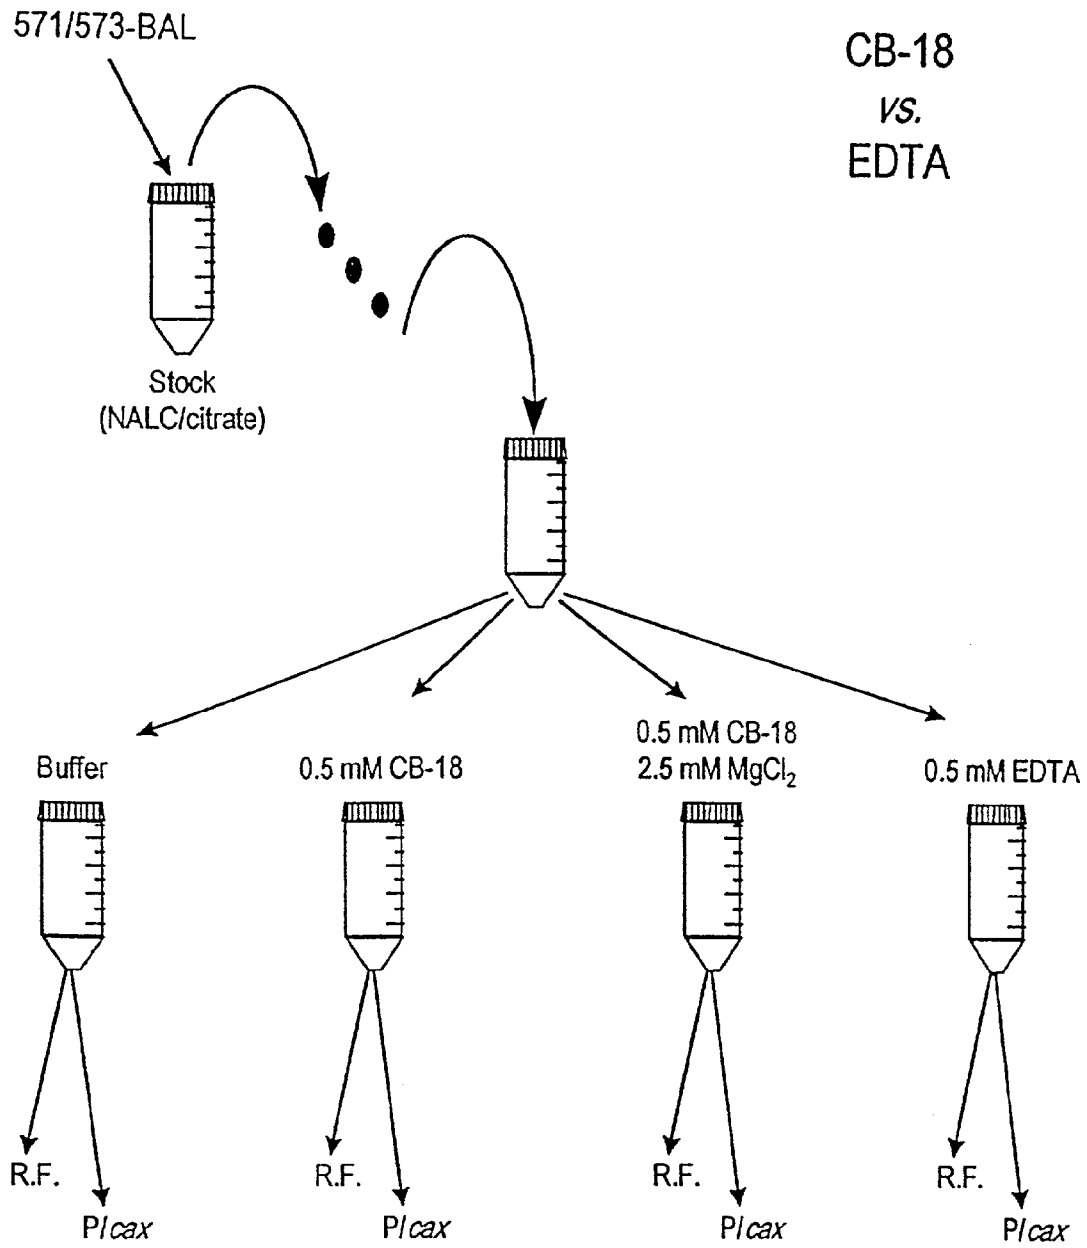 571/573-BAL
CB-18
vs.
EDTA
Stock
(NALC/citrate)
Buffer
0.5 mM CB-18
0.5 mM CB-18
2.5 mM MgCl₂
0.5 mM EDTA
R.F.
P/cax
R.F.
P/cax
R.F.
P/cax
R.F.
P/cax